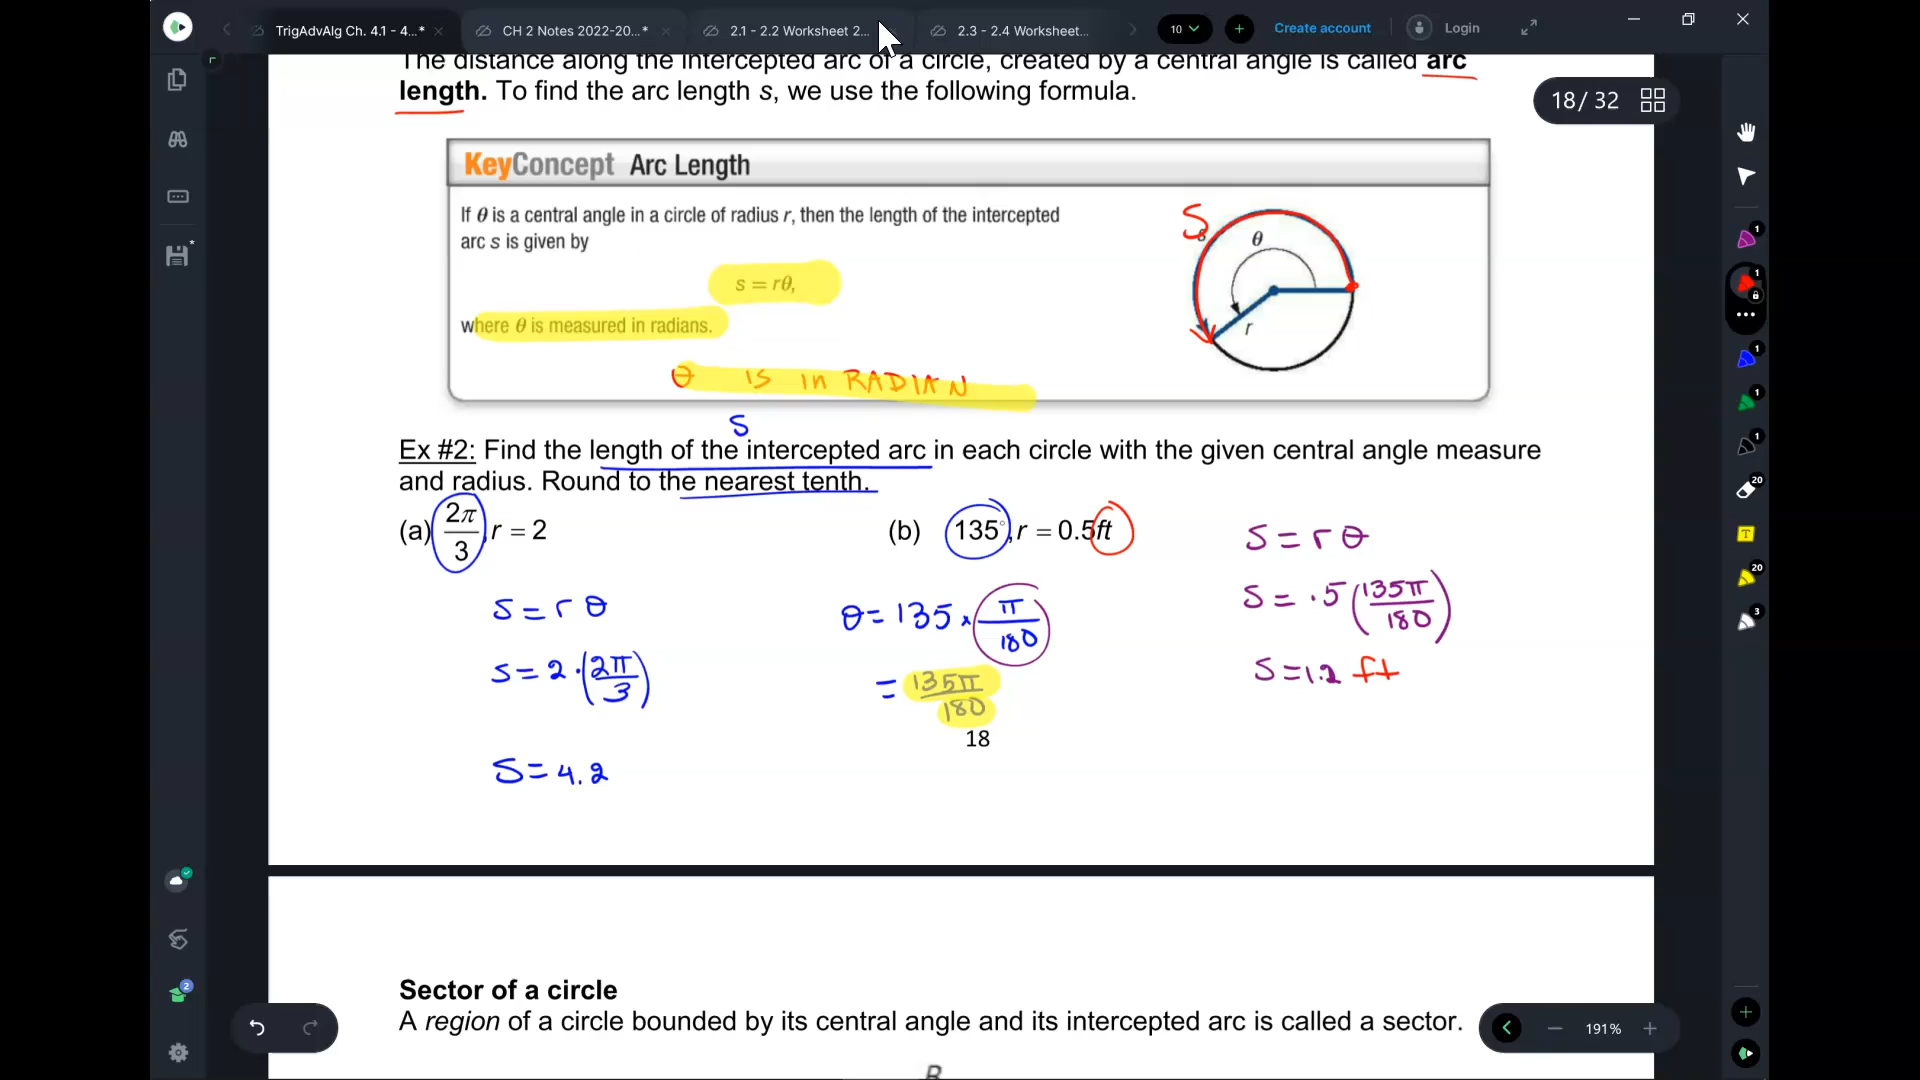 TrigAdvAlg Ch. 4.1 - 4...* CH 2 Notes 2022-20...* 2.1 - 2.2 Worksheet 2... 2.3 - 2.4 Worksheet... 10 Create account Login
The distance along the intercepted arc of a circle, created by a central angle is called arc
length. To find the arc length s, we use the following formula.
18/ 32
KeyConcept Arc Length
If θ is a central angle in a circle of radius r, then the length of the intercepted
arc s is given by
s = rθ,
where θ is measured in radians.
S
θ
r
θ is in RADIAN
S
Ex #2: Find the length of the intercepted arc in each circle with the given central angle measure
and radius. Round to the nearest tenth.
(a) 2π/3, r = 2
(b) 135°, r = 0.5ft
S = r θ
S = 2 · (2π/3)
S = 4.2
θ = 135 × π/180
= 135π/180
S = r θ
S = .5 (135π/180)
S = 1.2 ft
18
Sector of a circle
A region of a circle bounded by its central angle and its intercepted arc is called a sector.
191%